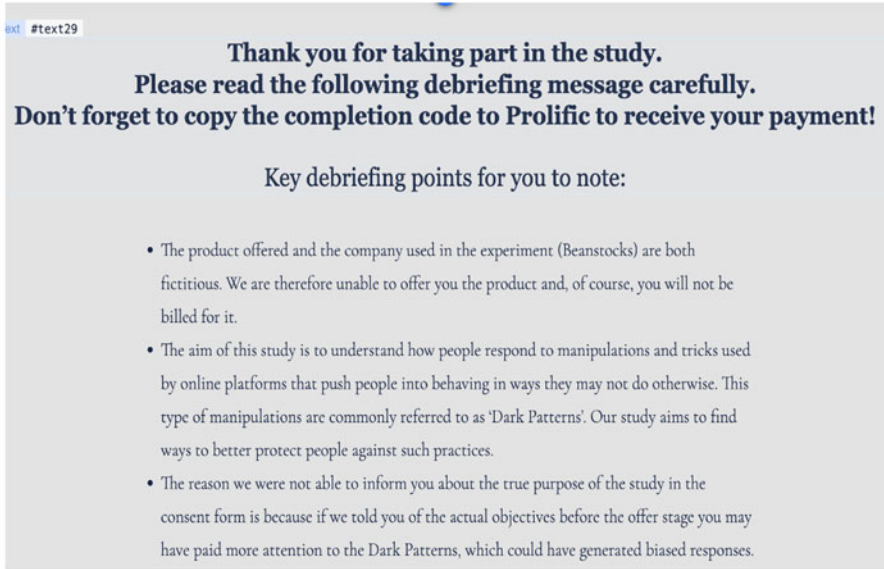 ext #text29
Thank you for taking part in the study.
Please read the following debriefing message carefully.
Don’t forget to copy the completion code to Prolific to receive your payment!
Key debriefing points for you to note:
• The product offered and the company used in the experiment (Beanstocks) are both
fictitious. We are therefore unable to offer you the product and, of course, you will not be
billed for it.
• The aim of this study is to understand how people respond to manipulations and tricks used
by online platforms that push people into behaving in ways they may not do otherwise. This
type of manipulations are commonly referred to as ‘Dark Patterns’. Our study aims to find
ways to better protect people against such practices.
• The reason we were not able to inform you about the true purpose of the study in the
consent form is because if we told you of the actual objectives before the offer stage you may
have paid more attention to the Dark Patterns, which could have generated biased responses.